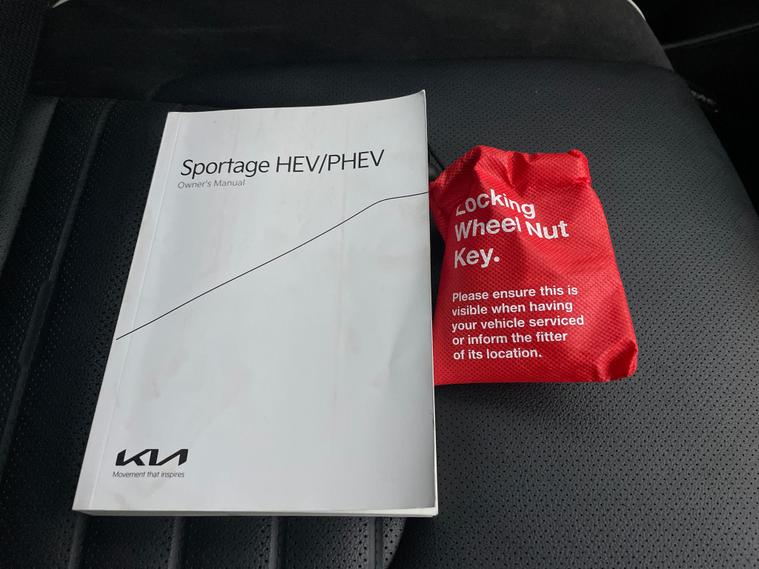 Sportage HEV/PHEV
Owner's Manual
KIA
Movement that inspires
Locking
Wheel Nut
Key.
Please ensure this is
visible when having
your vehicle serviced
or inform the fitter
of its location.